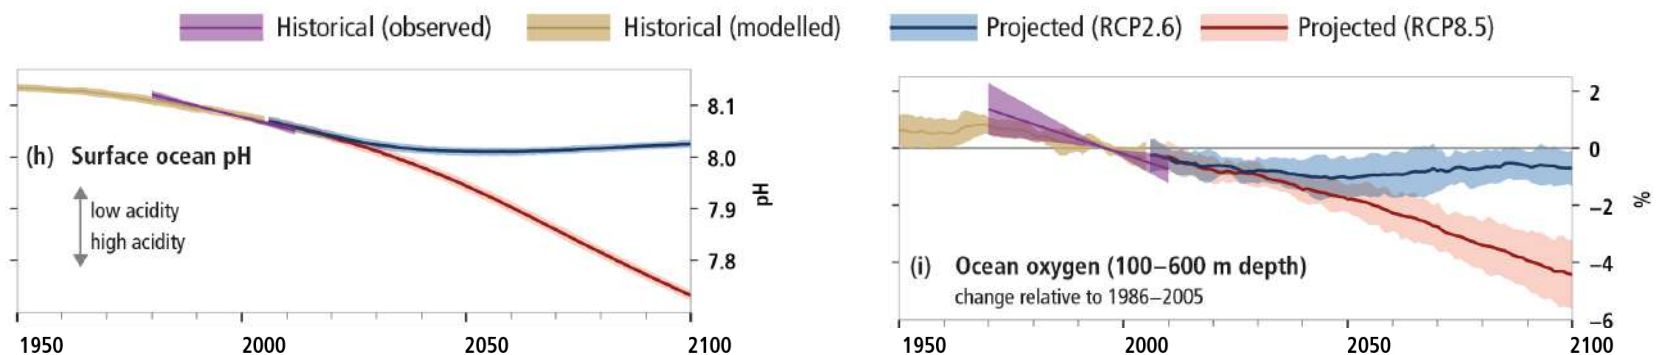 Historical (observed) Historical (modelled) Projected (RCP2.6) Projected (RCP8.5)
(h) Surface ocean pH
low acidity
high acidity
8.1
8.0
7.9
7.8
pH
1950 2000 2050 2100
2
0
−2
−4
−6
%
(i) Ocean oxygen (100–600 m depth)
change relative to 1986–2005
1950 2000 2050 2100